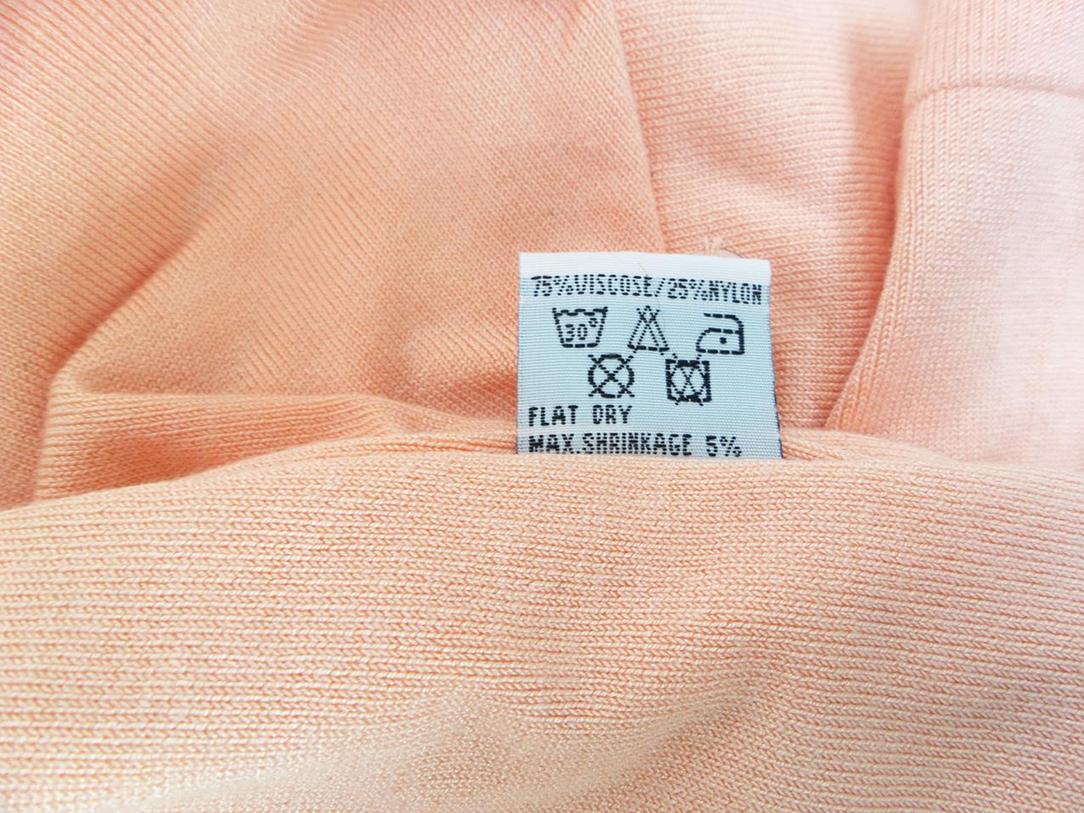 75%VISCOSE/25%NYLON
30°
FLAT DRY
MAX.SHRINKAGE 5%